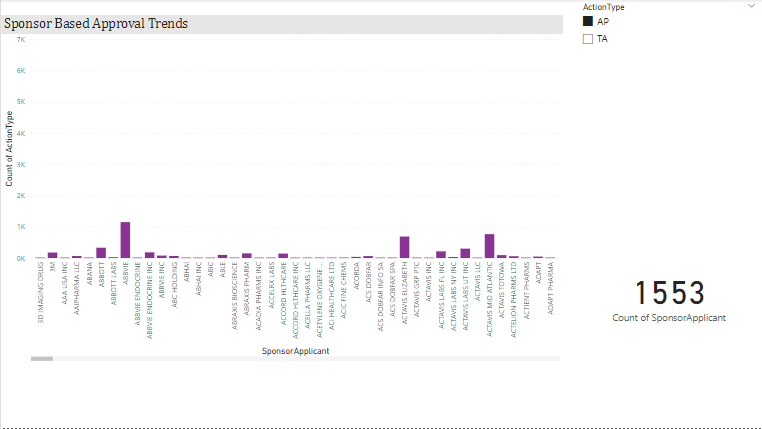 Sponsor Based Approval Trends
ActionType
AP
TA
7K
6K
5K
4K
3K
2K
1K
0K
Count of ActionType
3D IMAGING DRUG
3M
AAA USA INC
AAIPHARMA LLC
ABANA
ABBOTT
ABBOTT LABS
ABBVIE
ABBVIE ENDOCRINE
ABBVIE ENDOCRINE INC
ABBVIE INC
ABC HOLDING
ABHAI
ABHAI INC
ABIC
ABLE
ABRAXIS BIOSCIENCE
ABRAXIS PHARM
ACADIA PHARMS INC
ACCELRX LABS
ACCORD HLTHCARE
ACCORD HLTHCARE INC
ACELLA PHARMS LLC
ACETYLENE OXYGENE...
ACI HEALTHCARE LTD
ACIC FINE CHEMS
ACORDA
ACS DOBFAR
ACS DOBFAR INFO SA
ACS DOBFAR SPA
ACTAVIS ELIZABETH
ACTAVIS GRP PTC
ACTAVIS INC
ACTAVIS LABS FL INC
ACTAVIS LABS NY INC
ACTAVIS LABS UT INC
ACTAVIS LLC
ACTAVIS MID ATLANTIC
ACTAVIS TOTOWA
ACTELION PHARMS LTD
ACTIENT PHARMS
ADAPT
ADAPT PHARMA
SponsorApplicant
1553
Count of SponsorApplicant